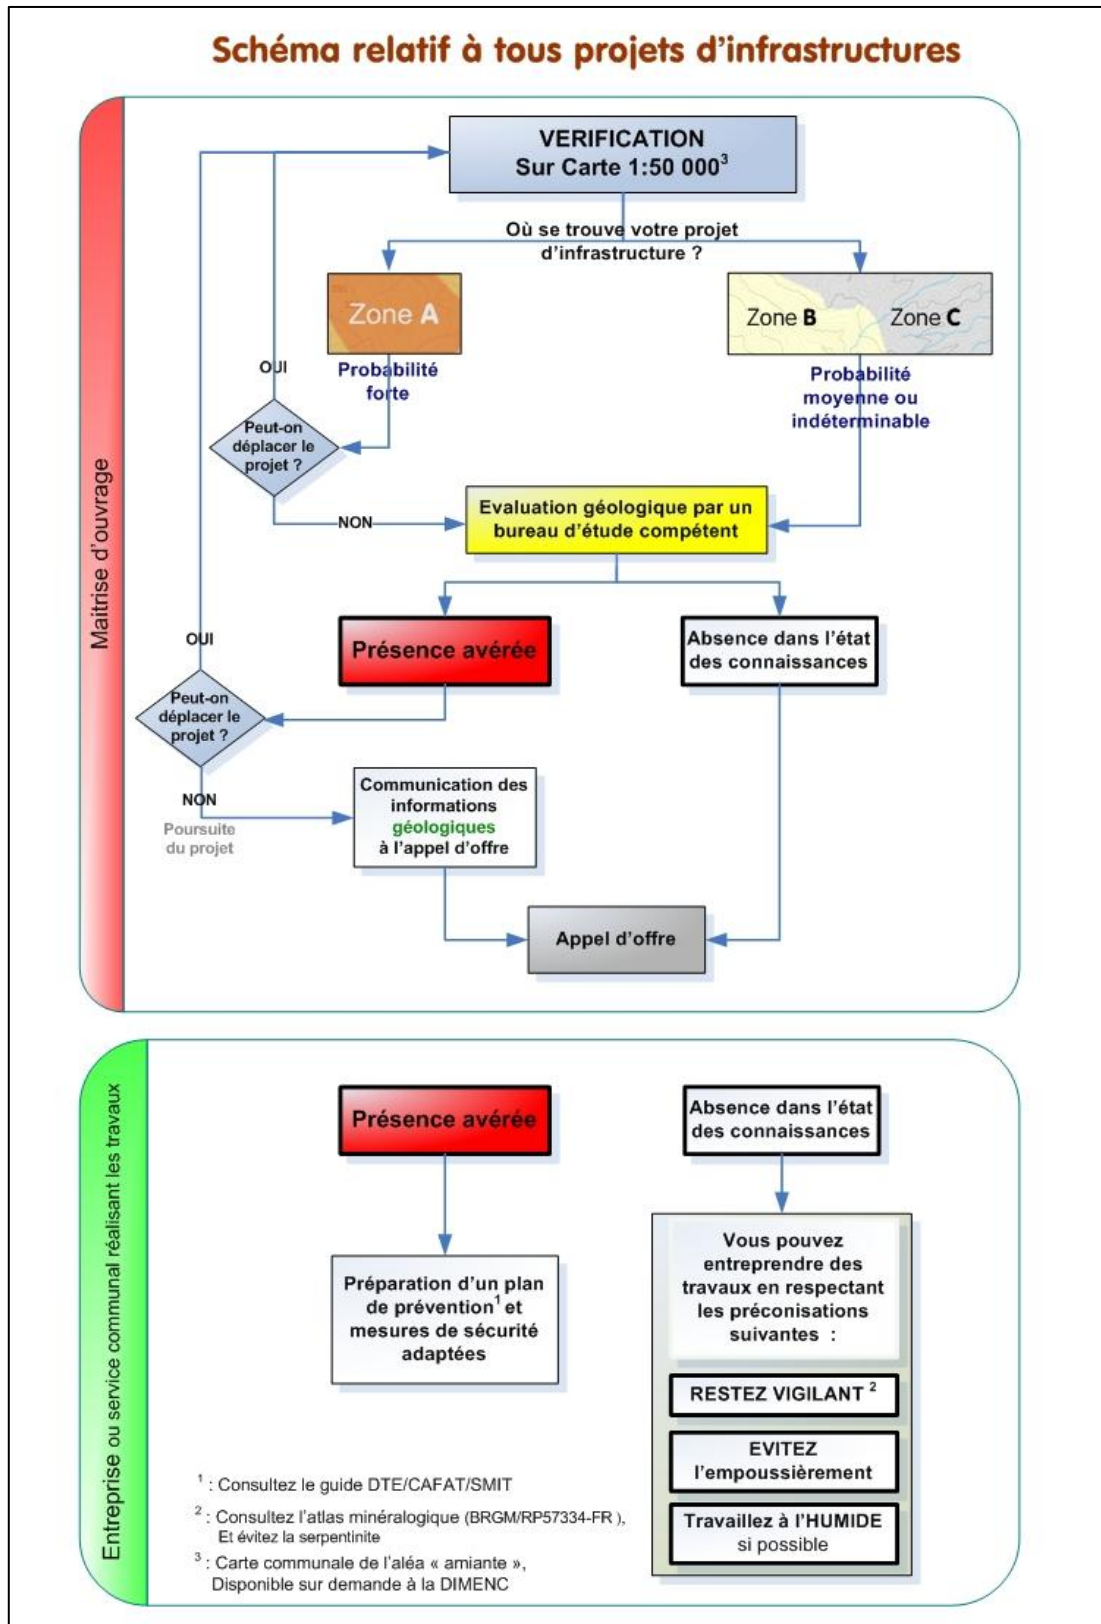 Schéma relatif à tous projets d'infrastructures
Maitrise d'ouvrage
VERIFICATION
Sur Carte 1:50 000³
Où se trouve votre projet
d'infrastructure ?
Zone A
Zone B
Zone C
OUI
Probabilité
forte
Probabilité
moyenne ou
indéterminable
Peut-on
déplacer le
projet ?
NON
Evaluation géologique par un
bureau d'étude compétent
Présence avérée
Absence dans l'état
des connaissances
OUI
Peut-on
déplacer le
projet ?
NON
Poursuite
du projet
Communication des
informations
géologiques
à l'appel d'offre
Appel d'offre
Entreprise ou service communal réalisant les travaux
Présence avérée
Absence dans l'état
des connaissances
Préparation d'un plan
de prévention¹ et
mesures de sécurité
adaptées
Vous pouvez
entreprendre des
travaux en respectant
les préconisations
suivantes :
RESTEZ VIGILANT ²
EVITEZ
l'empoussièrement
Travaillez à l'HUMIDE
si possible
¹ : Consultez le guide DTE/CAFAT/SMIT
² : Consultez l'atlas minéralogique (BRGM/RP57334-FR ),
Et évitez la serpentinite
³ : Carte communale de l'aléa « amiante »,
Disponible sur demande à la DIMENC